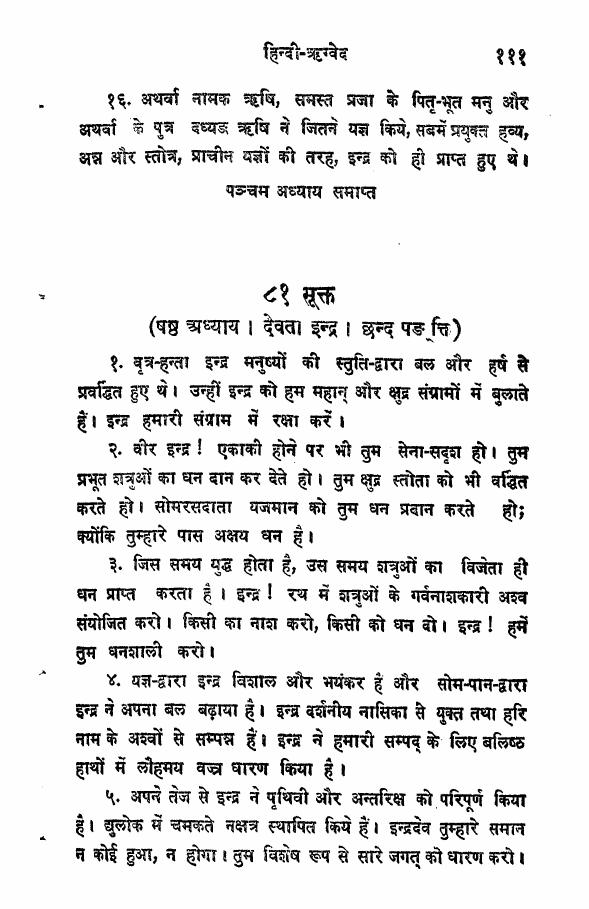 हिन्दी-ऋग्वेद १११
१६. अथर्वा नामक ऋषि, समस्त प्रजा के पितृ-भूत मनु और
अथर्वा के पुत्र दध्यङ ऋषि ने जितने यज्ञ किये, सबमें प्रयुक्त हव्य,
अन्न और स्तोत्र, प्राचीन यज्ञों की तरह, इन्द्र को ही प्राप्त हुए थे।
पञ्चम अध्याय समाप्त
८१ सूक्त
(षष्ठ अध्याय। देवता इन्द्र। छन्द पङ्क्ति)
१. वृत्र-हन्ता इन्द्र मनुष्यों की स्तुति-द्वारा बल और हर्ष से
प्रवर्द्धित हुए थे। उन्हीं इन्द्र को हम महान् और क्षुद्र संग्रामों में बुलाते
हैं। इन्द्र हमारी संग्राम में रक्षा करें।
२. वीर इन्द्र! एकाकी होने पर भी तुम सेना-सदृश हो। तुम
प्रभूत शत्रुओं का धन दान कर देते हो। तुम क्षुद्र स्तोता को भी वर्द्धित
करते हो। सोमरसदाता यजमान को तुम धन प्रदान करते हो;
क्योंकि तुम्हारे पास अक्षय धन है।
३. जिस समय युद्ध होता है, उस समय शत्रुओं का विजेता ही
धन प्राप्त करता है। इन्द्र! रथ में शत्रुओं के गर्वनाशकारी अश्व
संयोजित करो। किसी का नाश करो, किसी को धन दो। इन्द्र! हमें
तुम धनशाली करो।
४. यज्ञ-द्वारा इन्द्र विशाल और भयंकर हैं और सोम-पान-द्वारा
इन्द्र ने अपना बल बढ़ाया है। इन्द्र दर्शनीय नासिका से युक्त तथा हरि
नाम के अश्वों से सम्पन्न हैं। इन्द्र ने हमारी सम्पद् के लिए बलिष्ठ
हाथों में लौहमय वज्र धारण किया है।
५. अपने तेज से इन्द्र ने पृथिवी और अन्तरिक्ष को परिपूर्ण किया
है। द्युलोक में चमकते नक्षत्र स्थापित किये हैं। इन्द्रदेव तुम्हारे समान
न कोई हुआ, न होगा। तुम विशेष रूप से सारे जगत् को धारण करो।